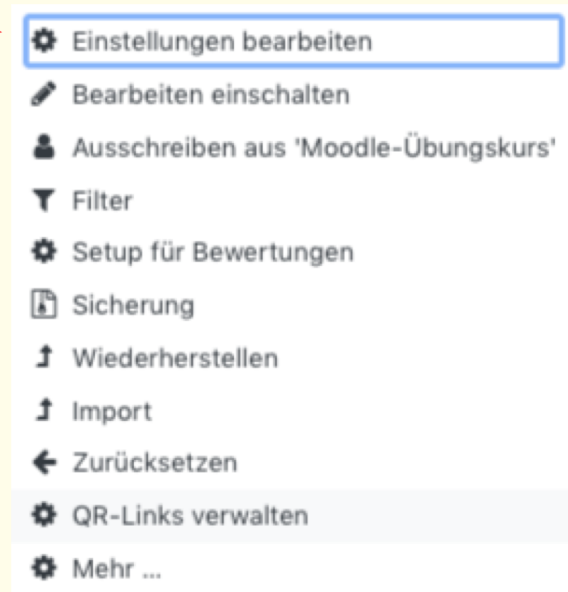 Einstellungen bearbeiten
Bearbeiten einschalten
Ausschreiben aus 'Moodle-Übungskurs'
Filter
Setup für Bewertungen
Sicherung
Wiederherstellen
Import
Zurücksetzen
QR-Links verwalten
Mehr ...